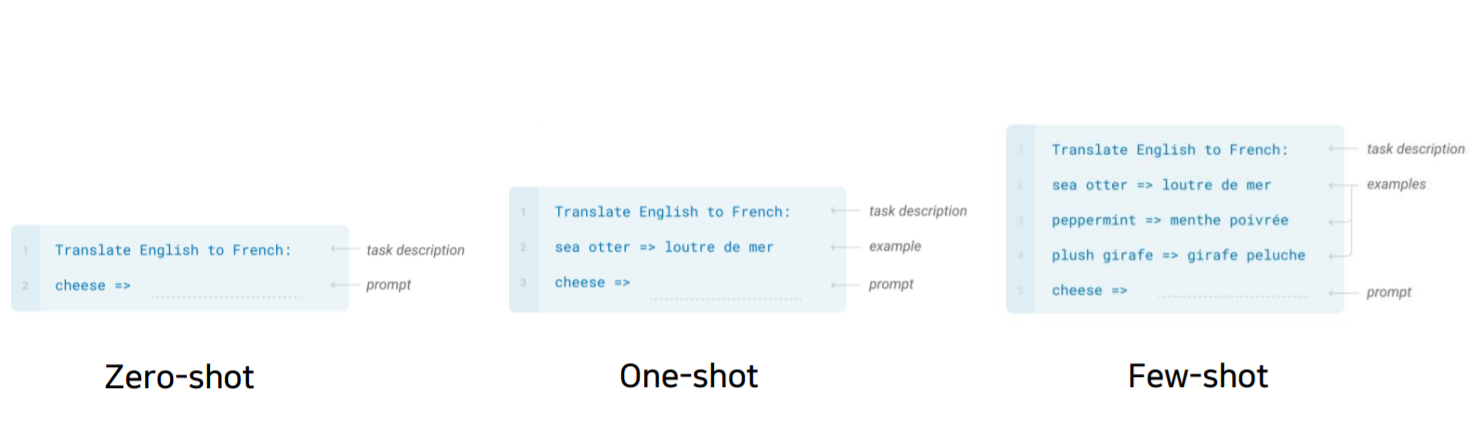 1 Translate English to French: task description
2 cheese => prompt
Zero-shot
1 Translate English to French: task description
2 sea otter => loutre de mer example
3 cheese => prompt
One-shot
1 Translate English to French: task description
2 sea otter => loutre de mer examples
3 peppermint => menthe poivrée
4 plush girafe => girafe peluche
5 cheese => prompt
Few-shot